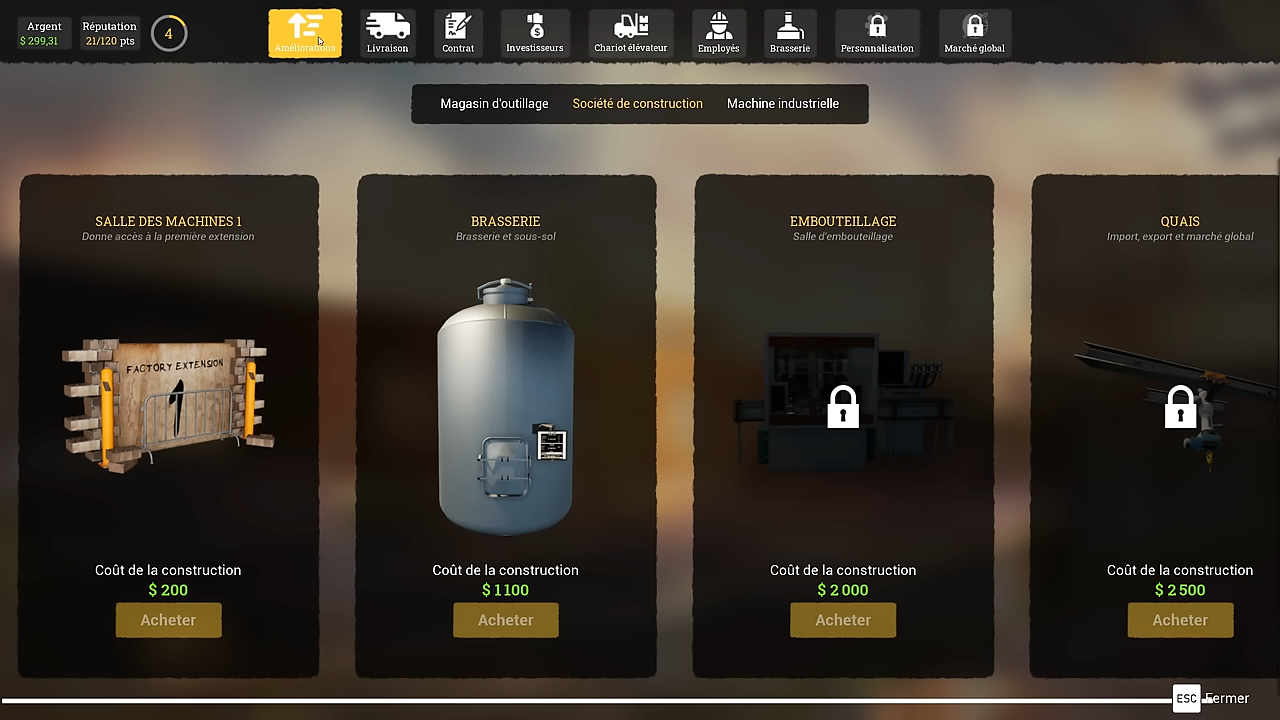 Argent
$ 299,31
Réputation
21/120 pts
4
Améliorations
Livraison
Contrat
Investisseurs
Chariot élévateur
Employés
Brasserie
Personnalisation
Marché global
Magasin d'outillage
Société de construction
Machine industrielle
SALLE DES MACHINES 1
Donne accès à la première extension
FACTORY EXTENSION
1
Coût de la construction
$ 200
Acheter
BRASSERIE
Brasserie et sous-sol
Coût de la construction
$ 1 100
Acheter
EMBOUTEILLAGE
Salle d'embouteillage
Coût de la construction
$ 2 000
Acheter
QUAIS
Import, export et marché global
Coût de la construction
$ 2 500
Acheter
ESC Fermer